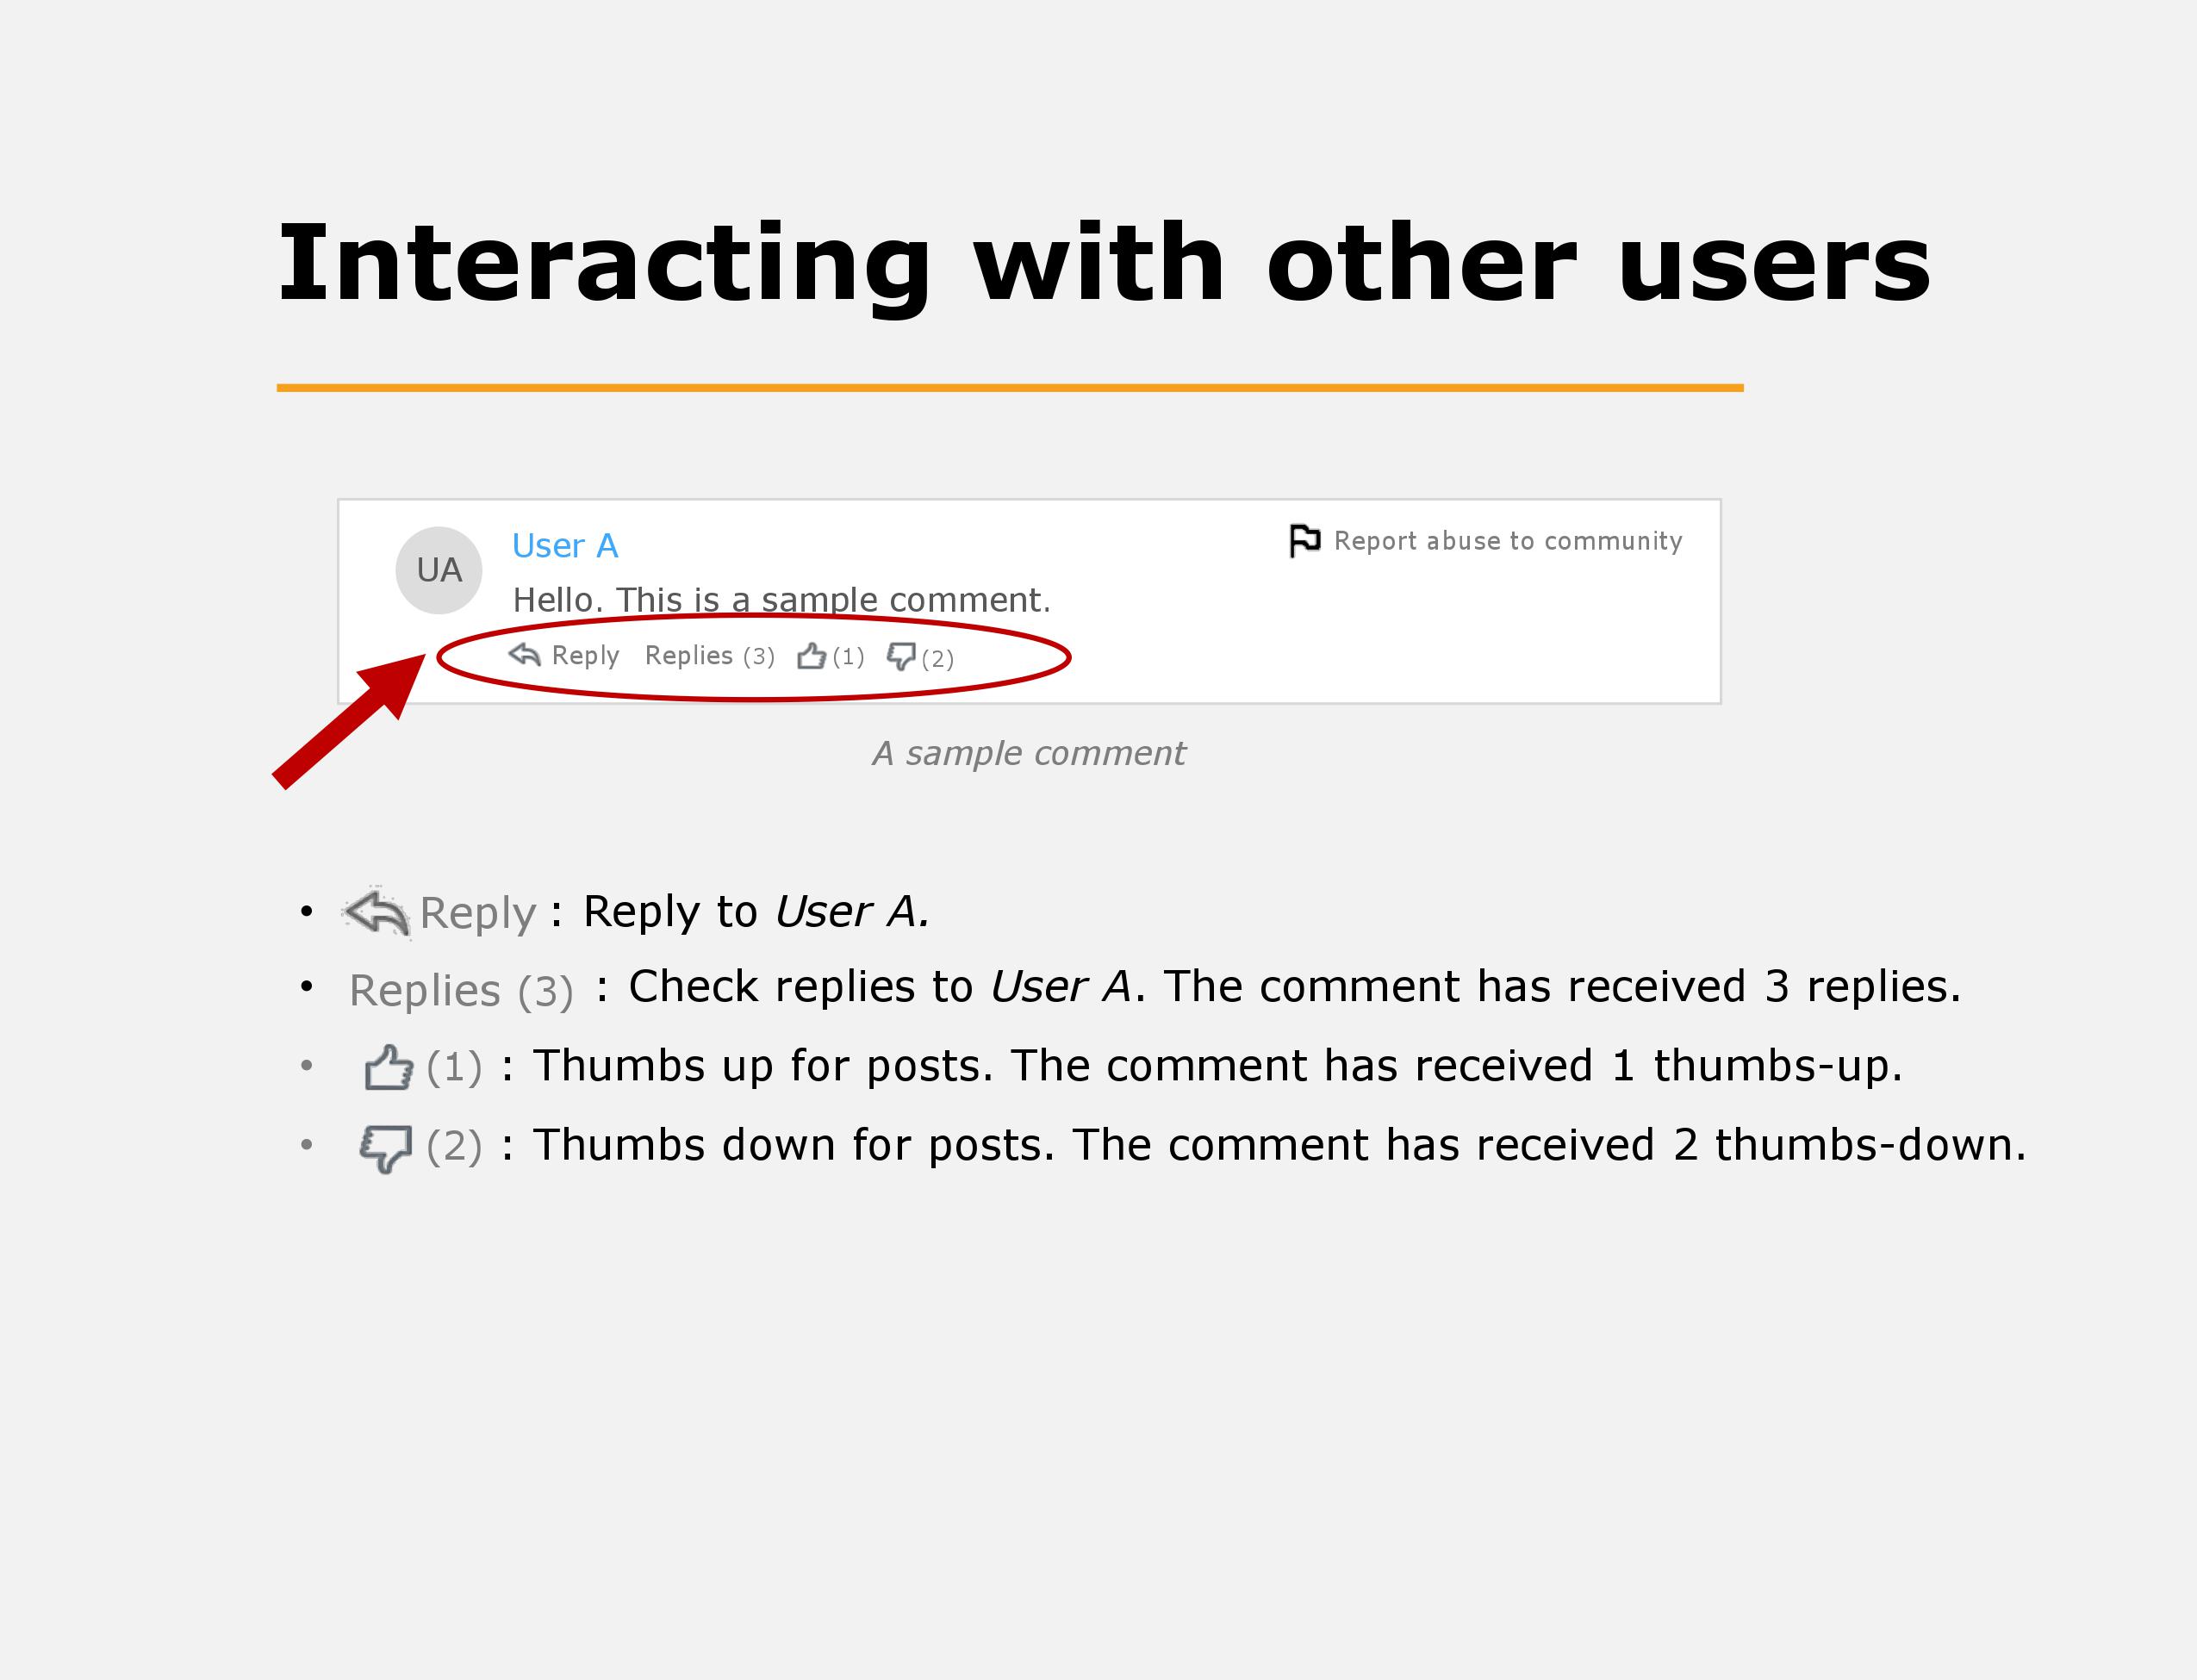 Interacting with other users
User A
Report abuse to community
UA
Hello. This is a sample comment.
Reply Replies (3) (1) (2)
A sample comment
• Reply : Reply to User A.
• Replies (3) : Check replies to User A. The comment has received 3 replies.
• (1) : Thumbs up for posts. The comment has received 1 thumbs-up.
• (2) : Thumbs down for posts. The comment has received 2 thumbs-down.